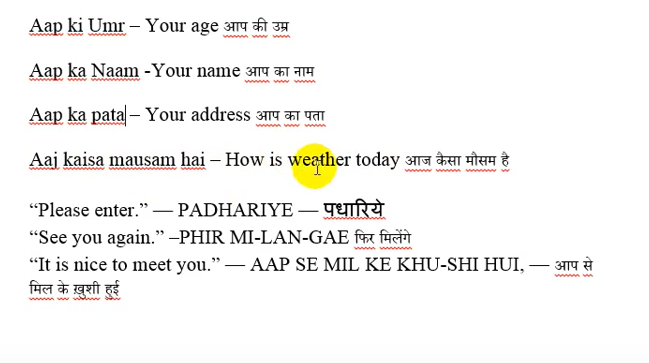 Aap ki Umr – Your age आप की उम्र
Aap ka Naam -Your name आप का नाम
Aap ka pata – Your address आप का पता
Aaj kaisa mausam hai – How is weather today आज कैसा मौसम है
“Please enter.” — PADHARIYE — पधारिये
“See you again.” –PHIR MI-LAN-GAE फिर मिलेंगे
“It is nice to meet you.” — AAP SE MIL KE KHU-SHI HUI, — आप से
मिल के ख़ुशी हुई